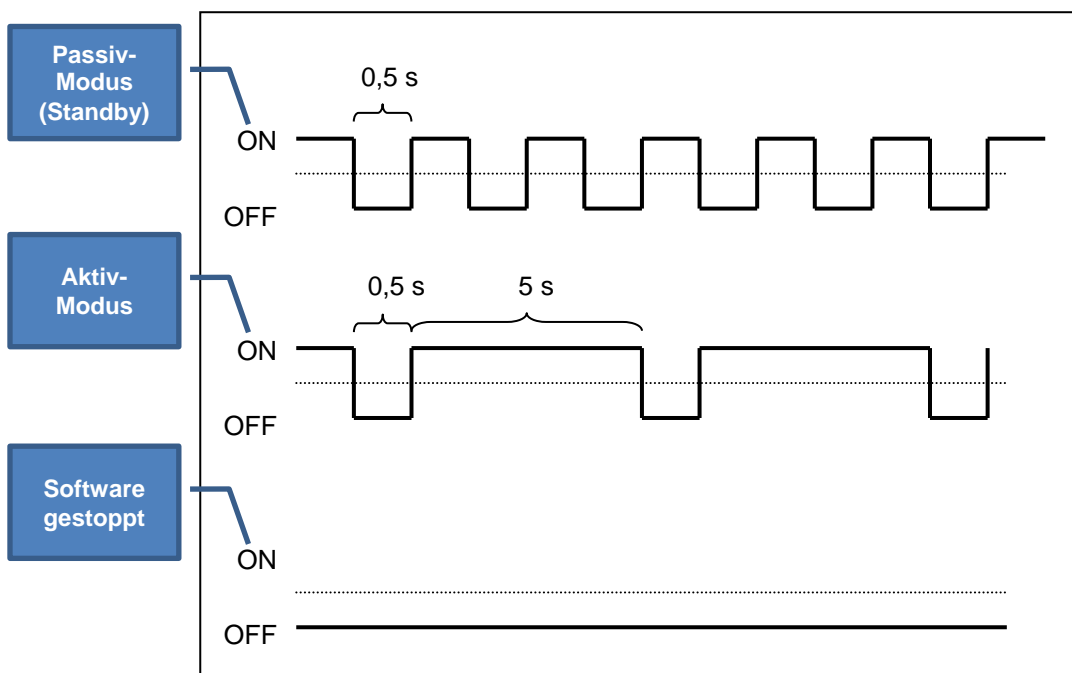 Passiv-
Modus
(Standby)
0,5 s
ON
OFF
Aktiv-
Modus
0,5 s
5 s
ON
OFF
Software
gestoppt
ON
OFF